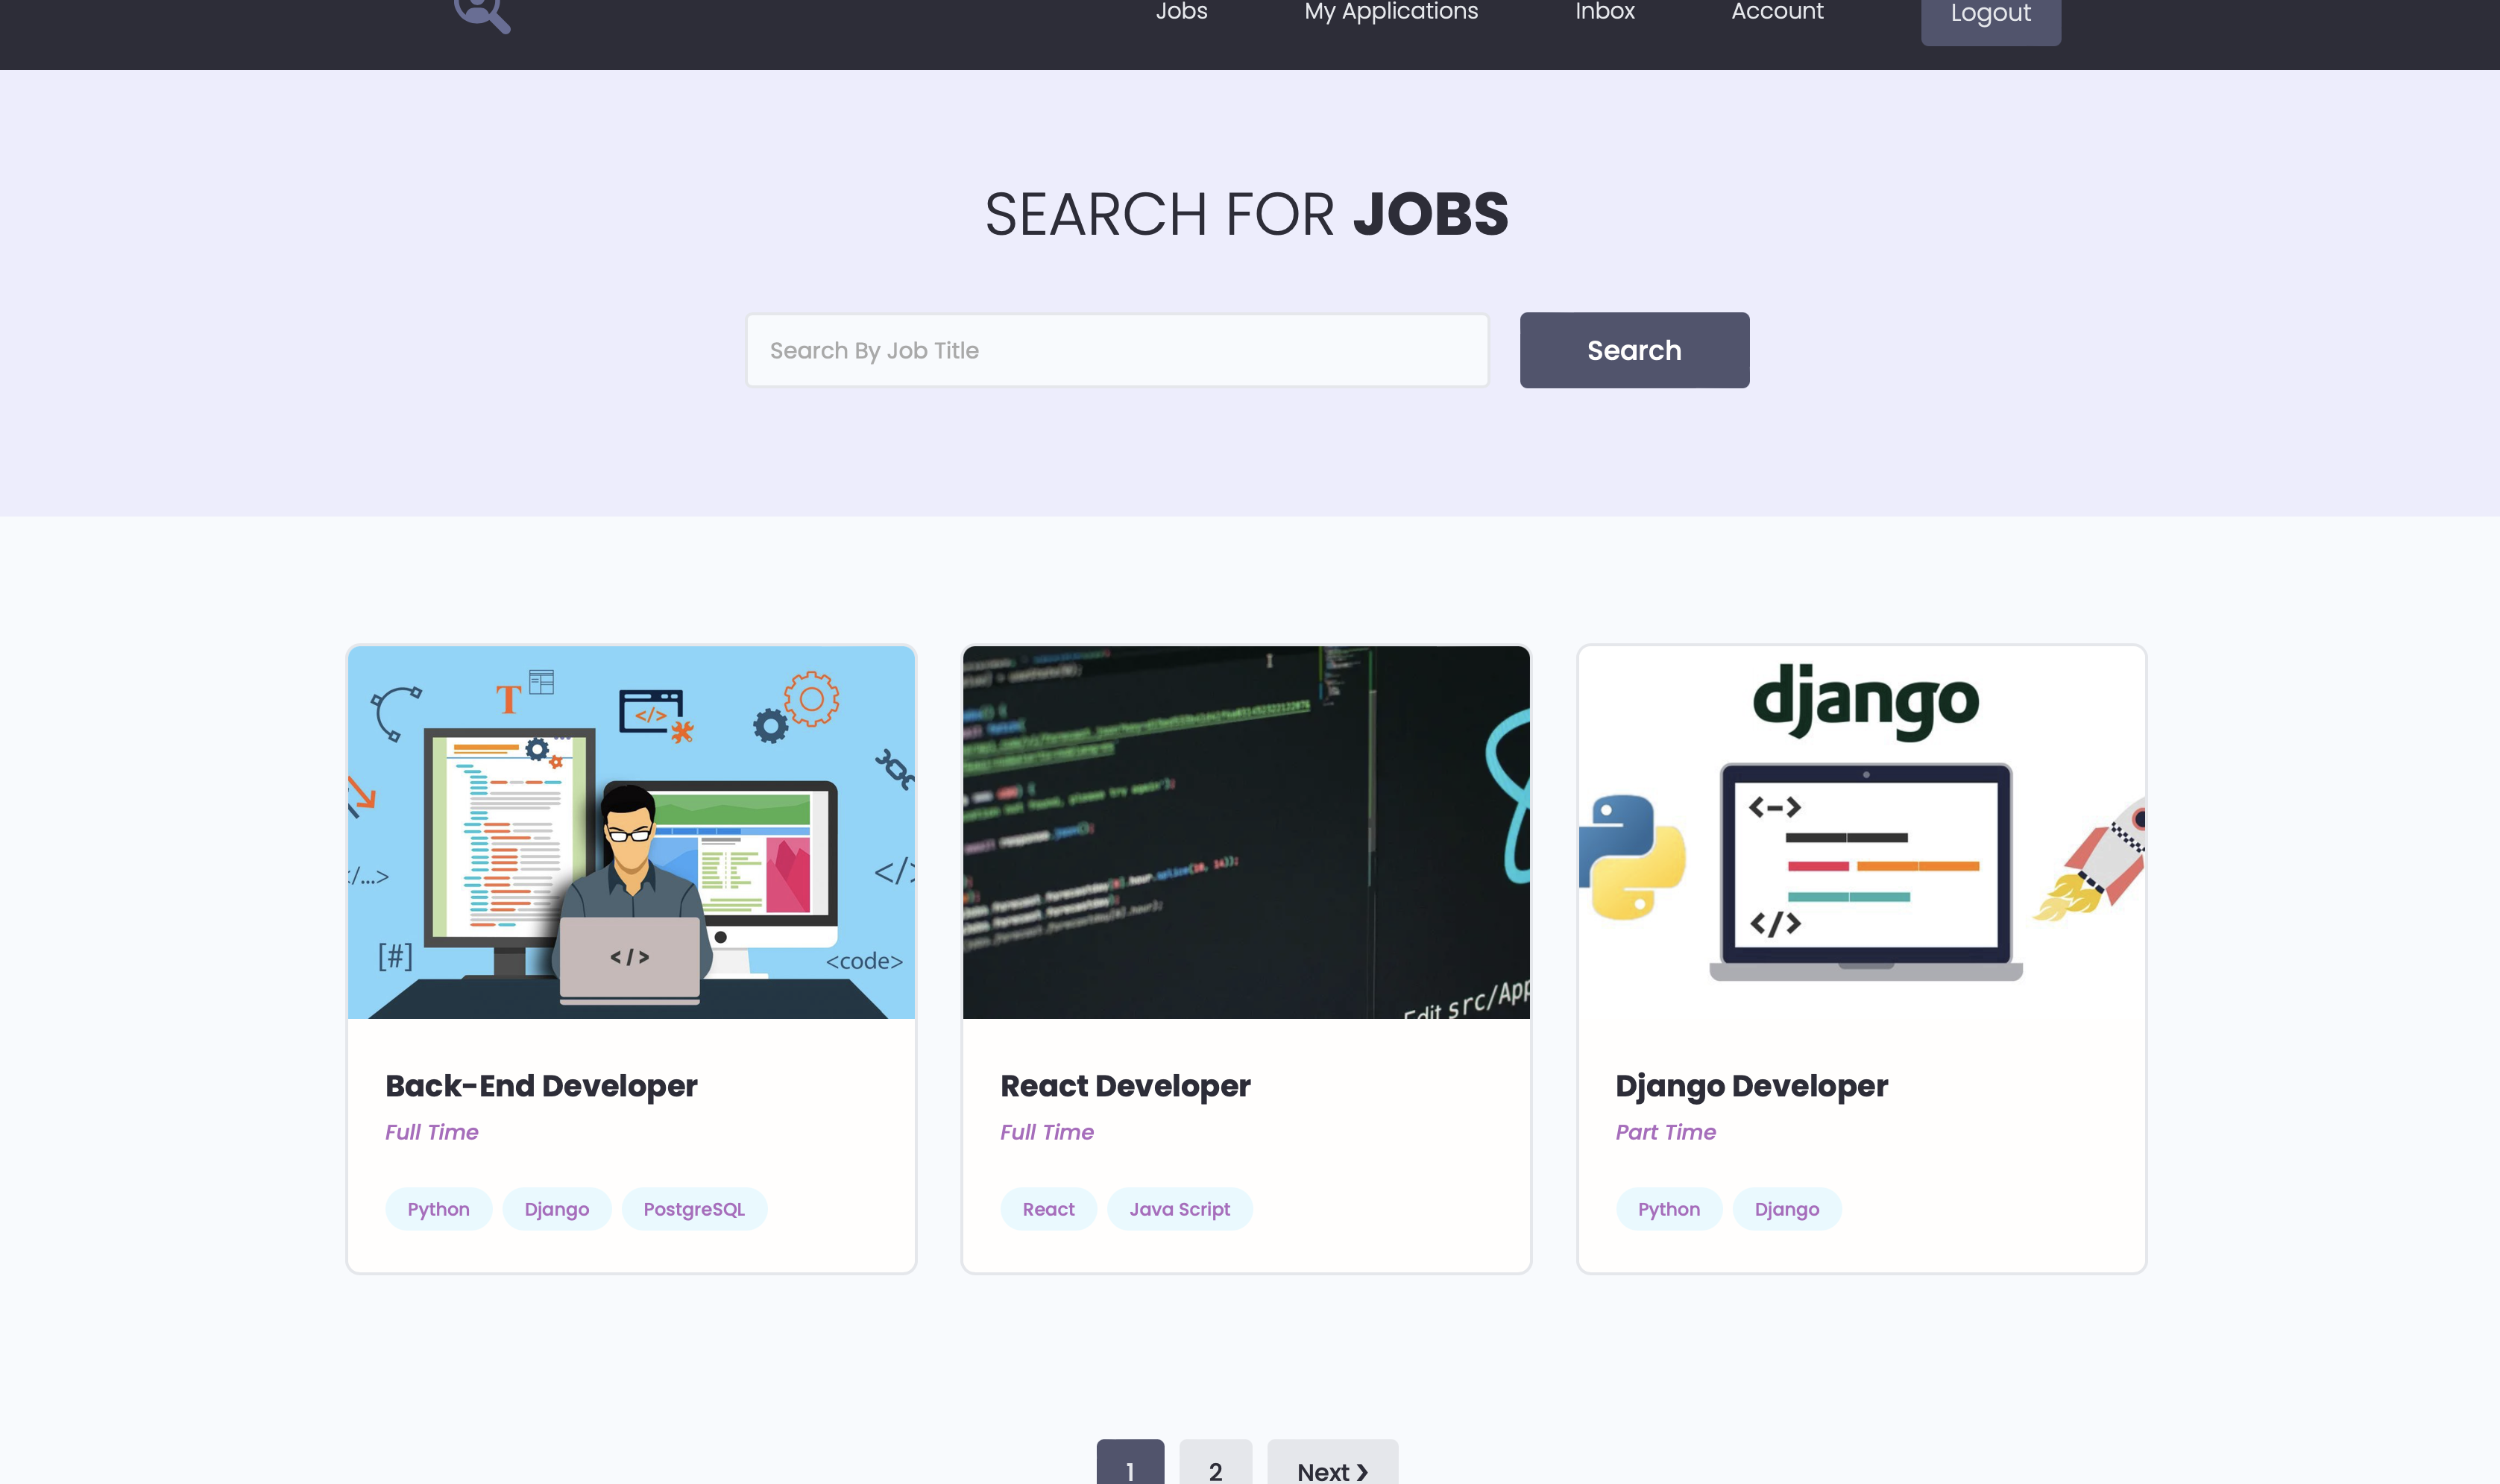 Jobs
My Applications
Inbox
Account
Logout
SEARCH FOR JOBS
Search By Job Title
Search
T
</>
</...>
</>
[#]
</>
<code>
Edit src/App
django
<->
</>
Back-End Developer
Full Time
Python
Django
PostgreSQL
React Developer
Full Time
React
Java Script
Django Developer
Part Time
Python
Django
1
2
Next ❯